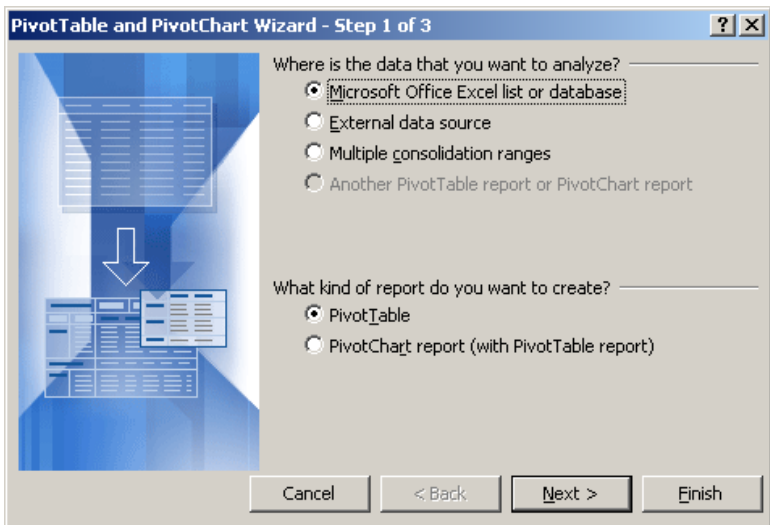 PivotTable and PivotChart Wizard - Step 1 of 3
Where is the data that you want to analyze?
Microsoft Office Excel list or database
External data source
Multiple consolidation ranges
Another PivotTable report or PivotChart report
What kind of report do you want to create?
PivotTable
PivotChart report (with PivotTable report)
Cancel < Back Next > Finish